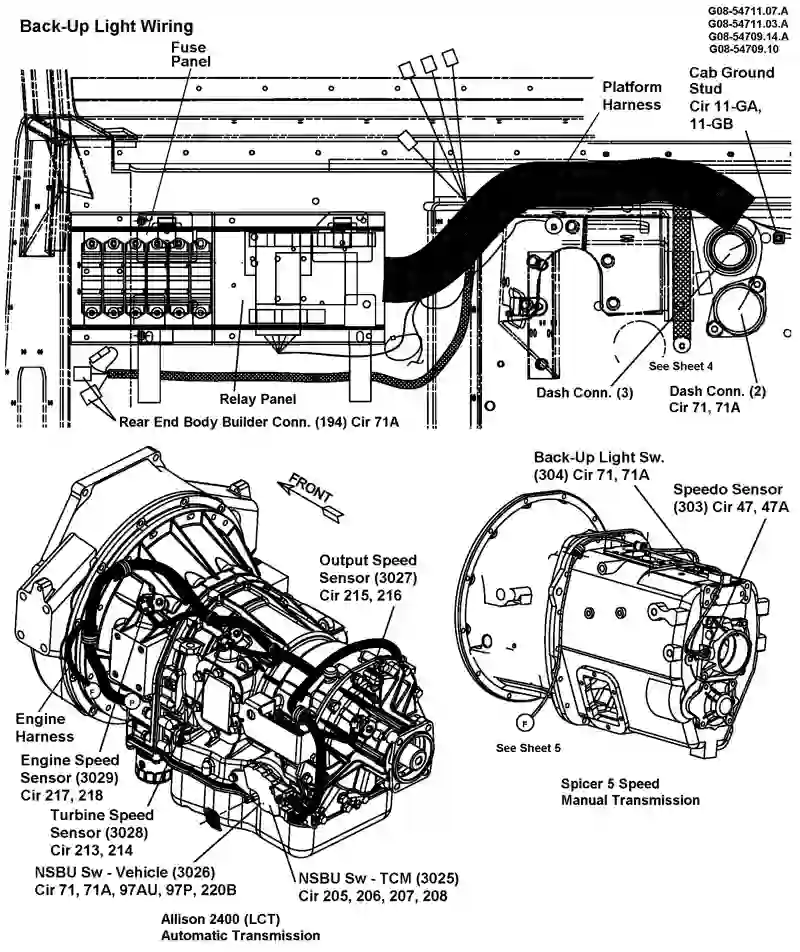 Back-Up Light Wiring
G08-54711.07.A
G08-54711.03.A
G08-54709.14.A
G08-54709.10
Fuse
Panel
Platform
Harness
Cab Ground
Stud
Cir 11-GA,
11-GB
B
C
See Sheet 4
Relay Panel
Dash Conn. (3)
Dash Conn. (2)
Cir 71, 71A
Rear End Body Builder Conn. (194) Cir 71A
FRONT
Back-Up Light Sw.
(304) Cir 71, 71A
Speedo Sensor
(303) Cir 47, 47A
Output Speed
Sensor (3027)
Cir 215, 216
F
P
F
Engine
Harness
See Sheet 5
Engine Speed
Sensor (3029)
Cir 217, 218
Spicer 5 Speed
Manual Transmission
Turbine Speed
Sensor (3028)
Cir 213, 214
NSBU Sw - Vehicle (3026)
Cir 71, 71A, 97AU, 97P, 220B
NSBU Sw - TCM (3025)
Cir 205, 206, 207, 208
Allison 2400 (LCT)
Automatic Transmission